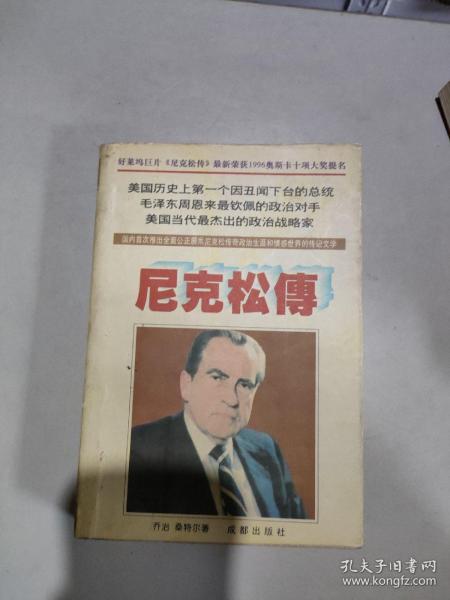 好莱坞巨片《尼克松传》最新荣获1996奥斯卡十项大奖提名
美国历史上第一个因丑闻下台的总统
毛泽东周恩来最钦佩的政治对手
美国当代最杰出的政治战略家
国内首次推出全面公正展示尼克松传奇政治生涯和情感世界的传记文学
尼克松傳
乔治 桑特尔著 成都出版社
孔夫子旧书网
www.kongfz.com